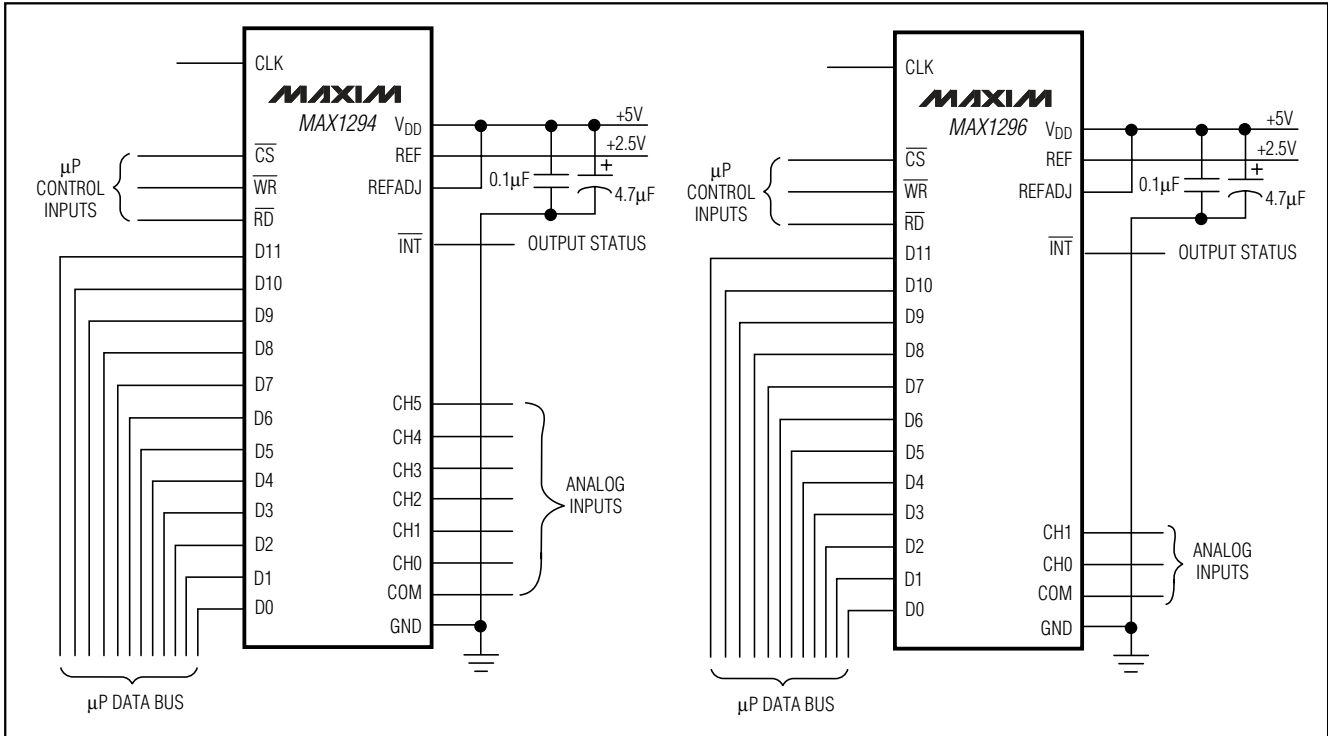 CLK
MAXIM
MAX1294
VDD
+5V
REF
+2.5V
REFADJ
0.1µF
+
4.7µF
µP
CONTROL
INPUTS
CS
WR
RD
INT
OUTPUT STATUS
D11
D10
D9
D8
D7
D6
D5
D4
D3
D2
D1
D0
CH5
CH4
CH3
CH2
CH1
CH0
COM
GND
ANALOG
INPUTS
µP DATA BUS
CLK
MAXIM
MAX1296
VDD
+5V
REF
+2.5V
REFADJ
0.1µF
+
4.7µF
µP
CONTROL
INPUTS
CS
WR
RD
INT
OUTPUT STATUS
D11
D10
D9
D8
D7
D6
D5
D4
D3
D2
D1
D0
CH1
CH0
COM
GND
ANALOG
INPUTS
µP DATA BUS